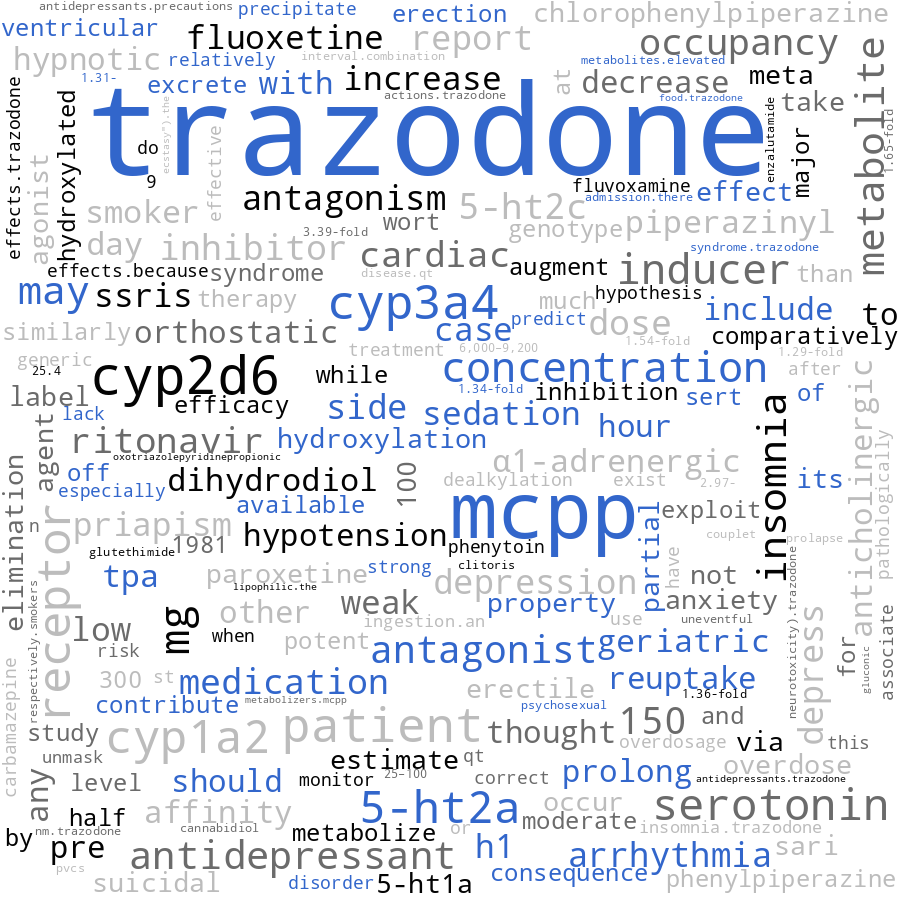 antidepressants.precautions precipitate erection chlorophenylpiperazine
ventricular fluoxetine report occupancy
hypnotic relatively interval.combination metabolites.elevated
1.31- excrete with increase at decrease meta
actions.trazodone food.trazodone take
trazodone
effects.trazodone
hydroxylated
agonist
ecstasy").the
effective
do
9
enzalutamide
major
metabolite
1.65-fold
antagonism fluvoxamine effect
smoker wort 5-ht2c admission.there
day inhibitor 3.39-fold genotype piperazinyl
effects.because syndrome cardiac syndrome.trazodone
disease.qt augment inducer than
may ssris therapy cyp3a4 much hypothesis include to
similarly orthostatic case predict dose comparatively
generic treatment 6,000–9,200 1.54-fold 1.29-fold
25.4 cyp2d6 while concentration after
label efficacy 1.34-fold inhibition sert of
lack side sedation hour
ritonavir hydroxylation
insomnia
anticholinergic
pathologically
off oxotriazolepyridinepropionic α1-adrenergic its
especially dihydrodiol 100 dealkylation exist 2.97-
agent
elimination
available mcpp exploit
n priapism hypotension couplet
1981 phenytoin prolapse
glutethimide clitoris
receptor
partial
have
tpa paroxetine strong depression not
lipophilic.the
mg other weak property anxiety
low ingestion.an use uneventful
risk when potent antagonist geriatric
neurotoxicity).trazodone
depress
for
gluconic
associate
respectively.smokers
carbamazepine
300 st medication erectile reuptake
contribute metabolizers.mcpp psychosexual 1.36-fold
study cyp1a2 patient thought 150 and
unmask estimate qt overdosage via this
any level should monitor 25–100 correct prolong overdose
antidepressants.trazodone
half affinity 5-ht2a occur serotonin
by nm.trazodone cannabidiol metabolize or moderate insomnia.trazodone
pre antidepressant h1 arrhythmia sari
pvcs suicidal disorder 5-ht1a consequence phenylpiperazine